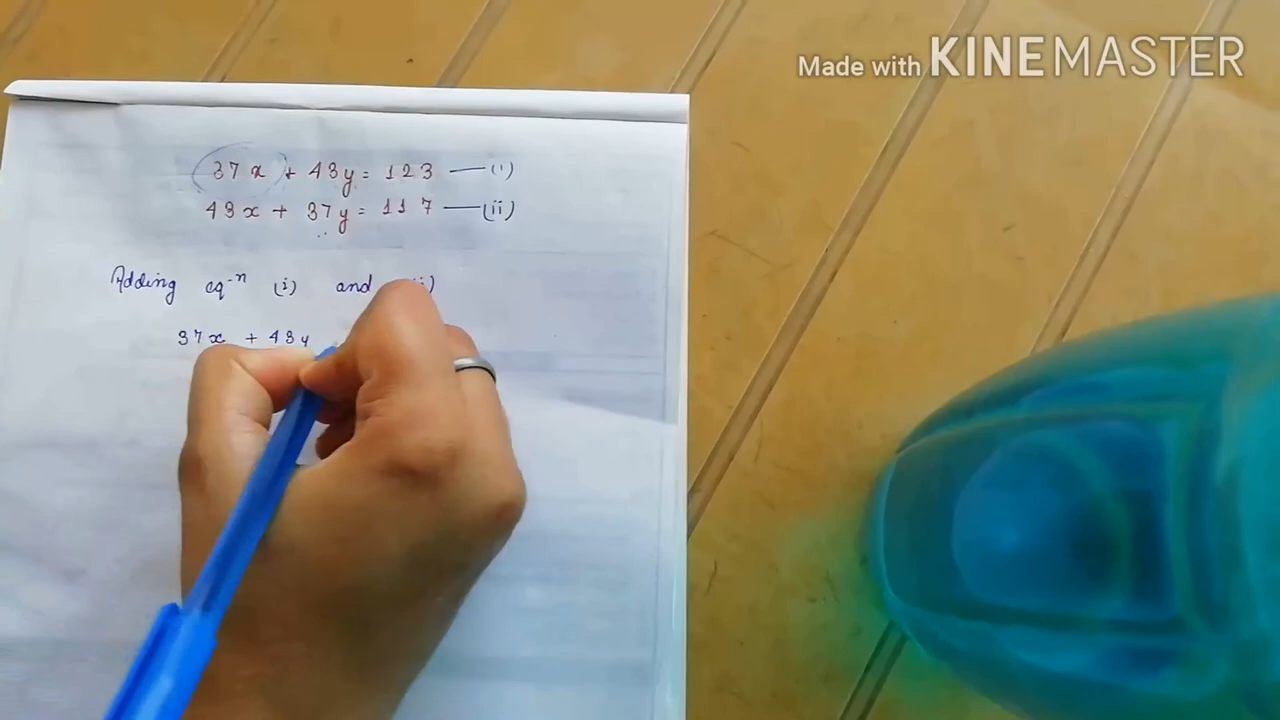 Made with KINEMASTER
37x + 43y = 123 — (i)
43x + 37y = 117 — (ii)
Adding eq-n (i) and
37x + 43y